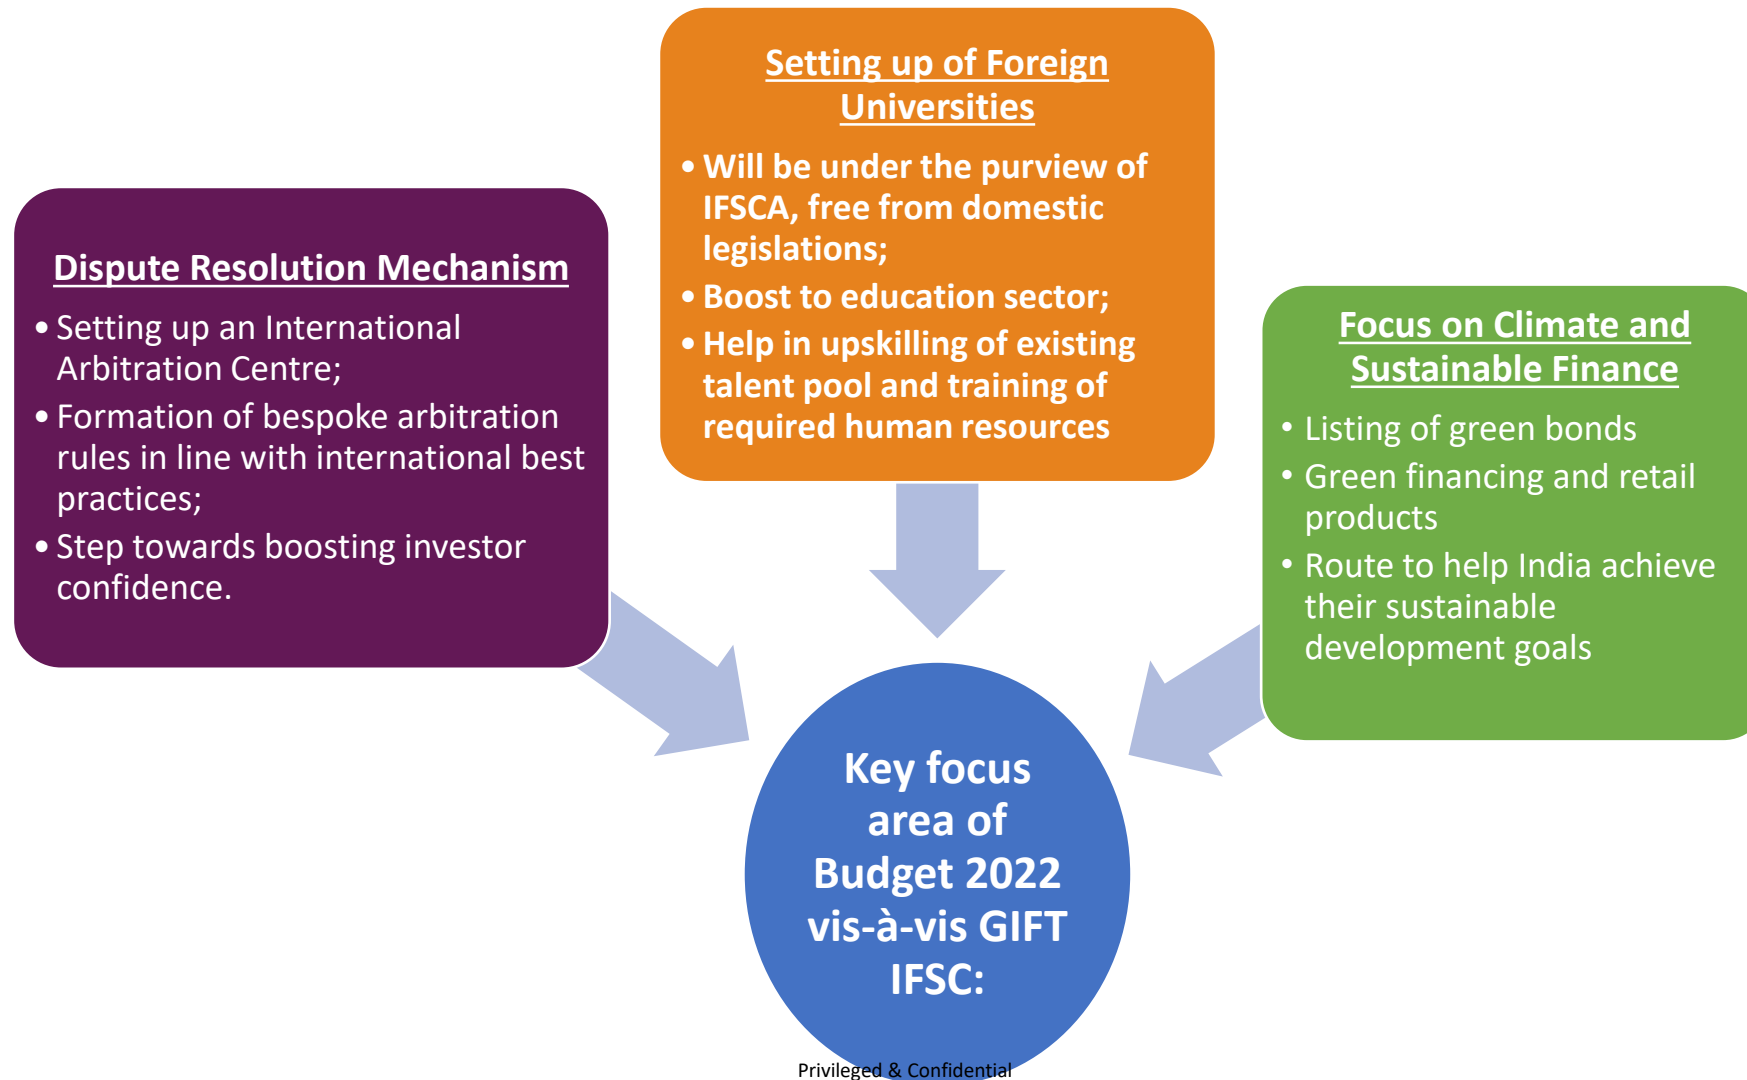 Setting up of Foreign
Universities
• Will be under the purview of
IFSCA, free from domestic
legislations;
• Boost to education sector;
• Help in upskilling of existing
talent pool and training of
required human resources
Dispute Resolution Mechanism
• Setting up an International
Arbitration Centre;
• Formation of bespoke arbitration
rules in line with international best
practices;
• Step towards boosting investor
confidence.
Focus on Climate and
Sustainable Finance
• Listing of green bonds
• Green financing and retail
products
• Route to help India achieve
their sustainable
development goals
Key focus
area of
Budget 2022
vis-à-vis GIFT
IFSC:
Privileged & Confidential